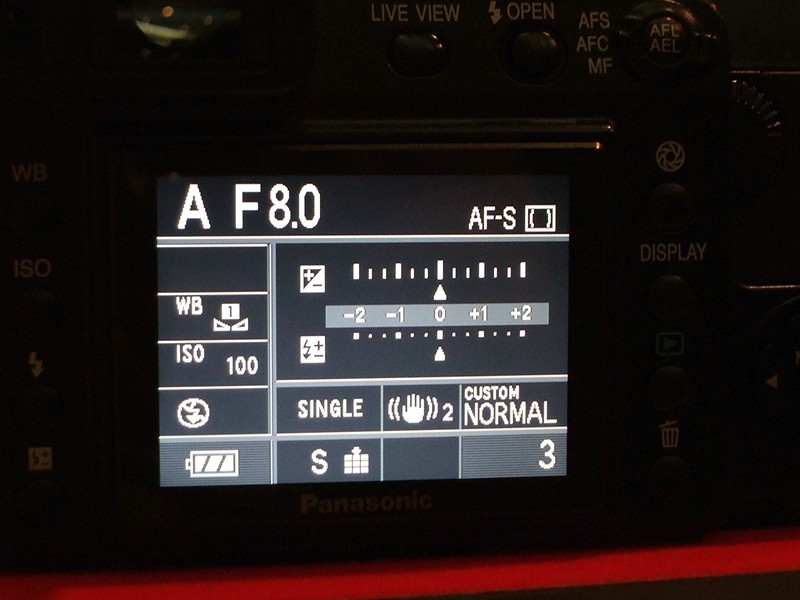 LIVE VIEW
OPEN
AFS
AFC
MF
AFL
AEL
WB
ISO
DISPLAY
A F8.0
AF-S
WB 1
ISO 100
-2 -1 0 +1 +2
SINGLE
2
CUSTOM
NORMAL
S
3
Panasonic